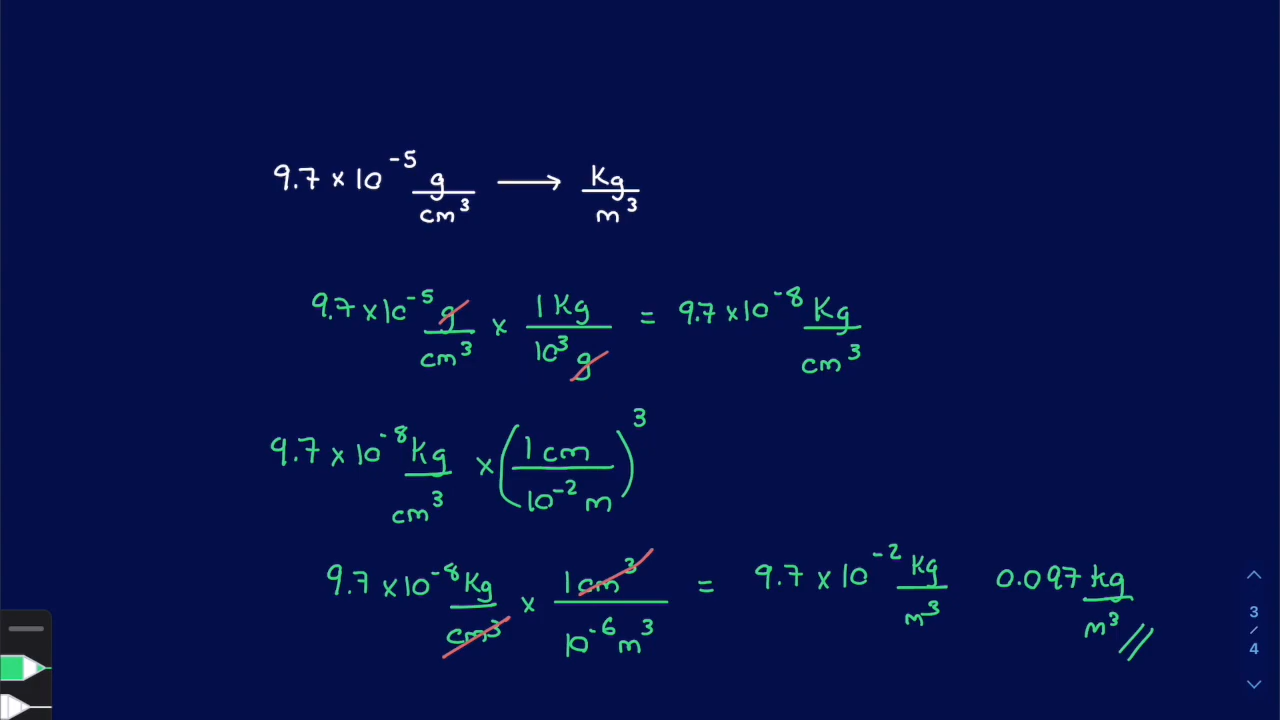 9.7 × 10⁻⁵ g/cm³ ⟶ Kg/m³
9.7 × 10⁻⁵ g/cm³ × 1 Kg/10³ g = 9.7 × 10⁻⁸ Kg/cm³
9.7 × 10⁻⁸ Kg/cm³ × (1 cm/10⁻² m)³
9.7 × 10⁻⁸ Kg/cm³ × 1 cm³/10⁻⁶ m³ = 9.7 × 10⁻² Kg/m³ 0.097 kg/m³ //
3
/
4